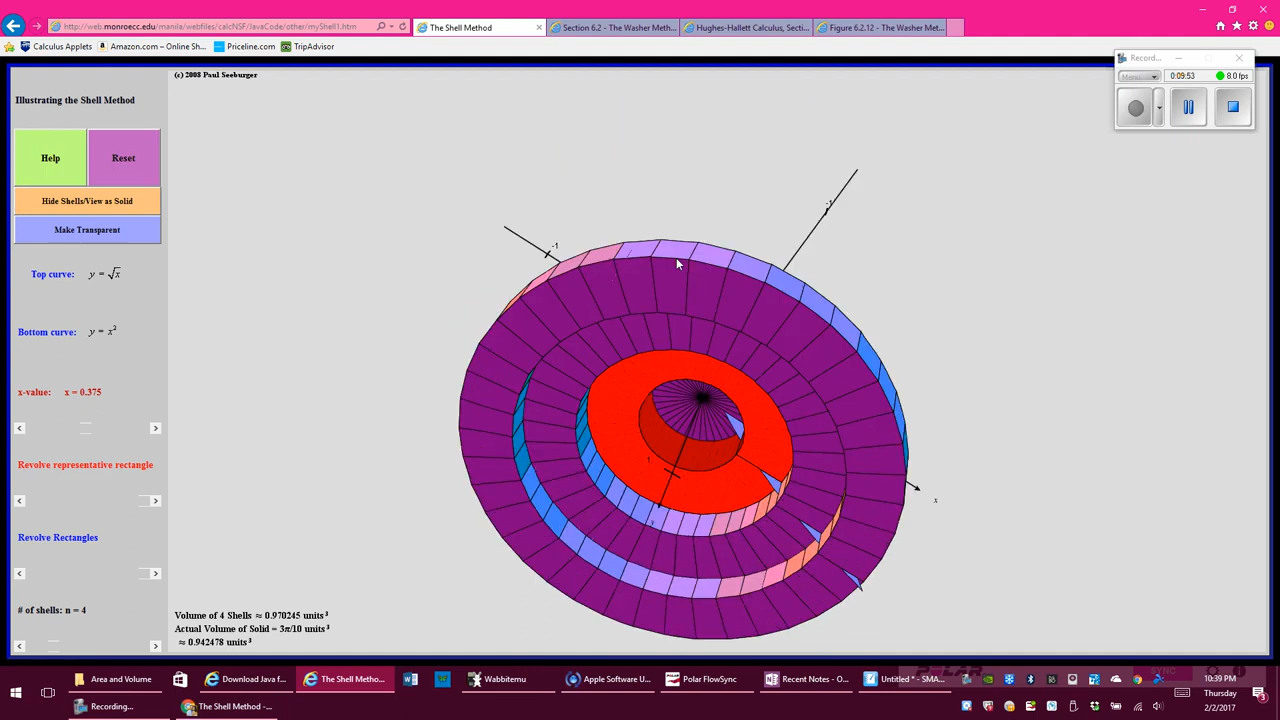 http://web.monroecc.edu/manila/webfiles/calcNSF/JavaCode/other/myShell1.htm
The Shell Method
Section 6.2 - The Washer Met...
Hughes-Hallett Calculus, Secti...
Figure 6.2.12 - The Washer Met...
Calculus Applets
Amazon.com – Online Sh...
Priceline.com
TripAdvisor
Record...
Menu
0:09:53
8.0 fps
(c) 2008 Paul Seeburger
Illustrating the Shell Method
Help
Reset
Hide Shells/View as Solid
Make Transparent
Top curve: y = √x
Bottom curve: y = x²
x-value: x = 0.375
Revolve representative rectangle
Revolve Rectangles
# of shells: n = 4
-1
-1
1
x
y
Volume of 4 Shells ≈ 0.970245 units³
Actual Volume of Solid = 3π/10 units³
≈ 0.942478 units³
Area and Volume
Download Java f...
The Shell Metho...
Wabbitemu
Apple Software U...
Polar FlowSync
Recent Notes - O...
Untitled * - SMA...
10:39 PM
Thursday
2/2/2017
Recording...
The Shell Method -...